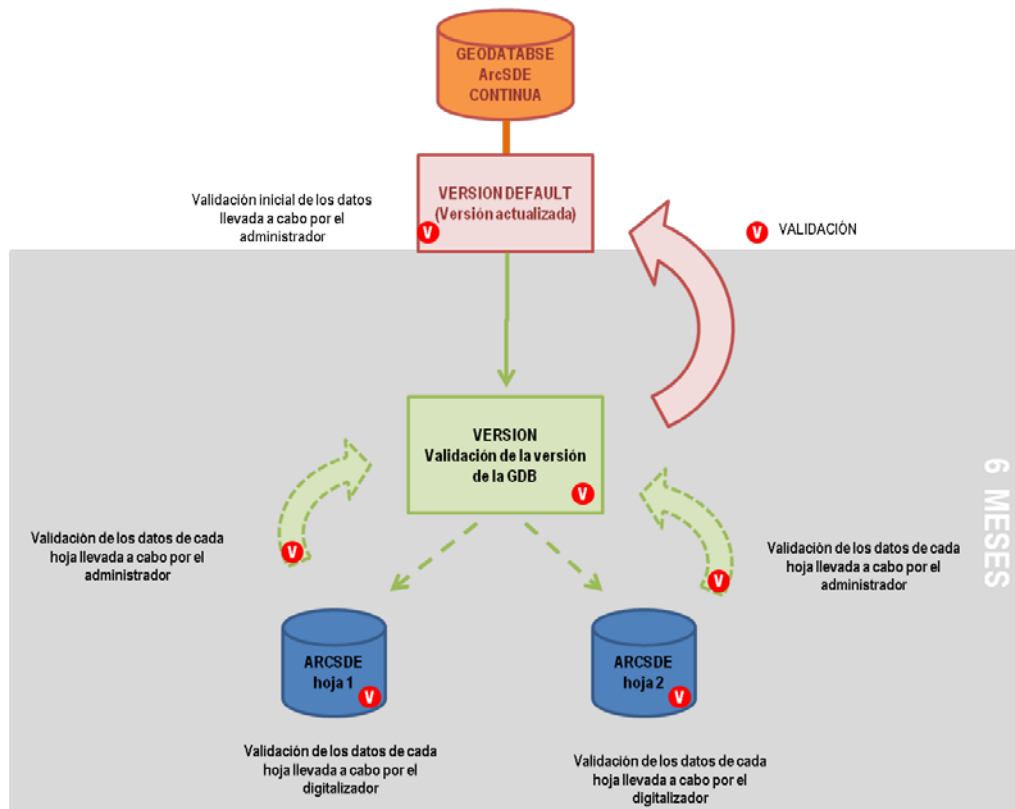 GEODATABSE
ArcSDE
CONTINUA
VERSION DEFAULT
(Versión actualizada)
V
Validación inicial de los datos
llevada a cabo por el
administrador
V VALIDACIÓN
VERSION
Validación de la versión
de la GDB
V
6 MESES
Validación de los datos de cada
hoja llevada a cabo por el
administrador
V
Validación de los datos de cada
hoja llevada a cabo por el
administrador
V
ARCSDE
hoja 1
V
ARCSDE
hoja 2
V
Validación de los datos de cada
hoja llevada a cabo por el
digitalizador
Validación de los datos de cada
hoja llevada a cabo por el
digitalizador